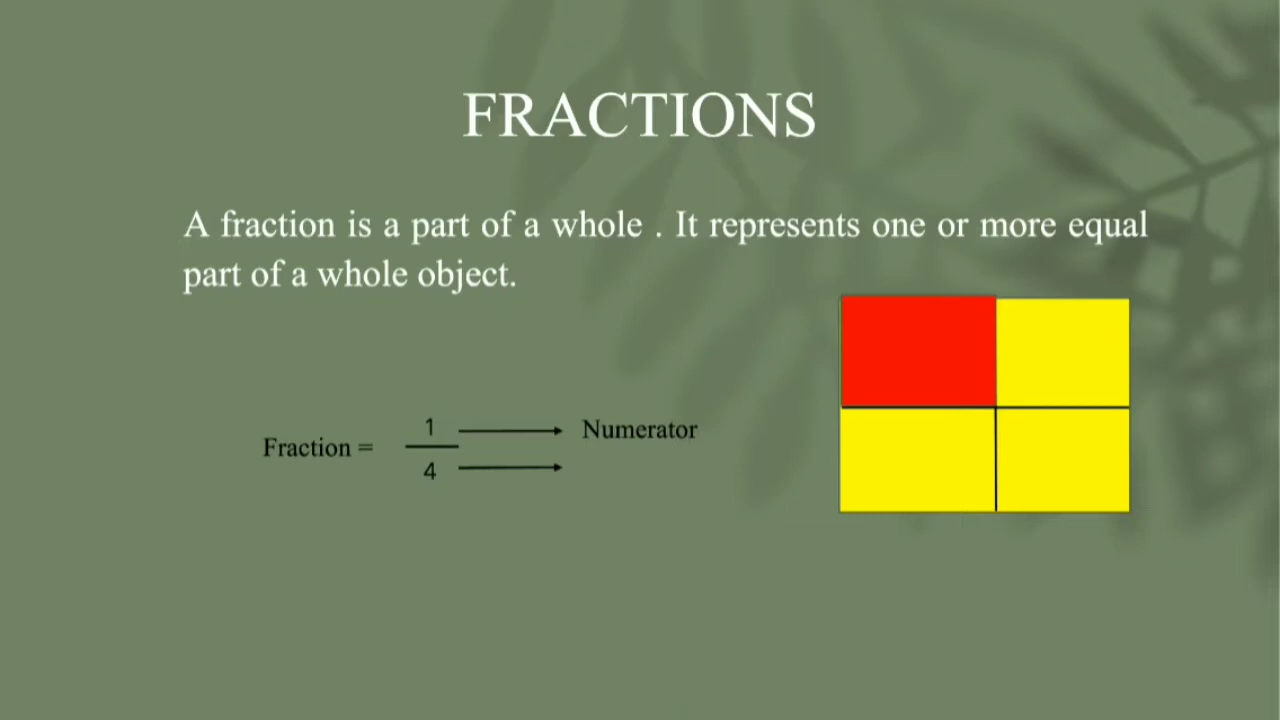 FRACTIONS
A fraction is a part of a whole . It represents one or more equal
part of a whole object.
Fraction = 1/4
Numerator